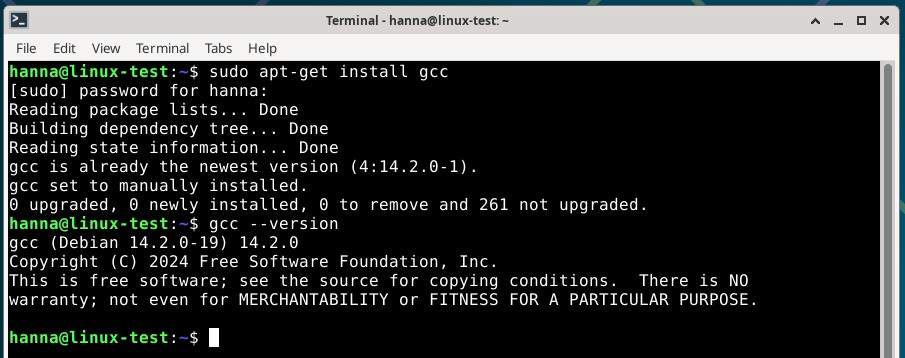 Terminal - hanna@linux-test: ~
File Edit View Terminal Tabs Help
hanna@linux-test:~$ sudo apt-get install gcc
[sudo] password for hanna:
Reading package lists... Done
Building dependency tree... Done
Reading state information... Done
gcc is already the newest version (4:14.2.0-1).
gcc set to manually installed.
0 upgraded, 0 newly installed, 0 to remove and 261 not upgraded.
hanna@linux-test:~$ gcc --version
gcc (Debian 14.2.0-19) 14.2.0
Copyright (C) 2024 Free Software Foundation, Inc.
This is free software; see the source for copying conditions.  There is NO
warranty; not even for MERCHANTABILITY or FITNESS FOR A PARTICULAR PURPOSE.
hanna@linux-test:~$